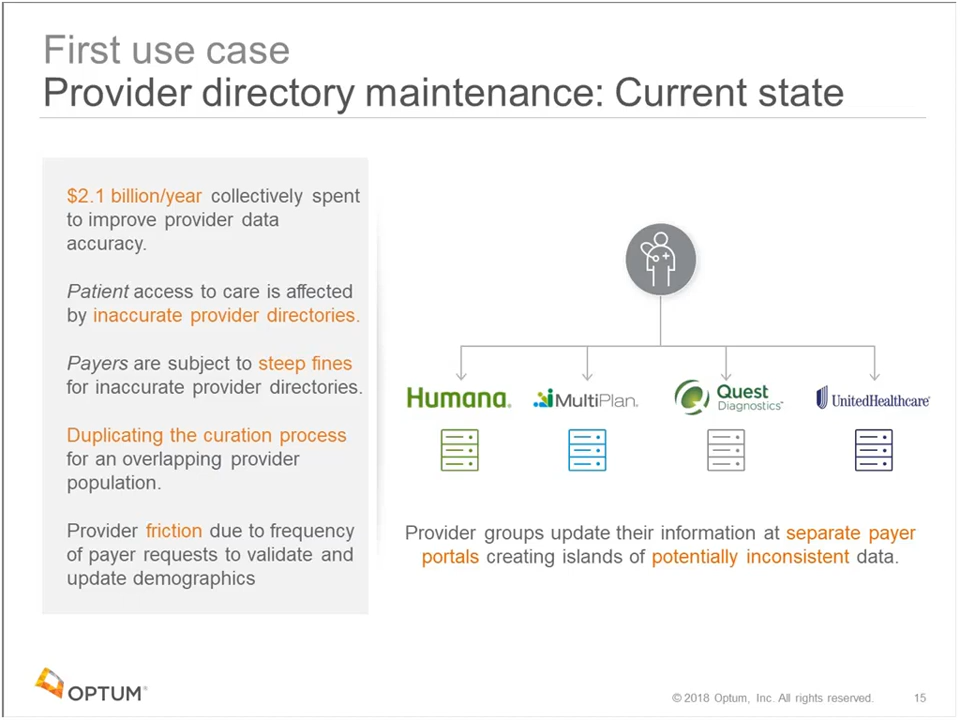 First use case
Provider directory maintenance: Current state
$2.1 billion/year collectively spent
to improve provider data
accuracy.
Patient access to care is affected
by inaccurate provider directories.
Payers are subject to steep fines
for inaccurate provider directories.
Duplicating the curation process
for an overlapping provider
population.
Provider friction due to frequency
of payer requests to validate and
update demographics
Humana®
MultiPlan®
Quest
Diagnostics™
UnitedHealthcare®
Provider groups update their information at separate payer
portals creating islands of potentially inconsistent data.
OPTUM®
© 2018 Optum, Inc. All rights reserved.
15